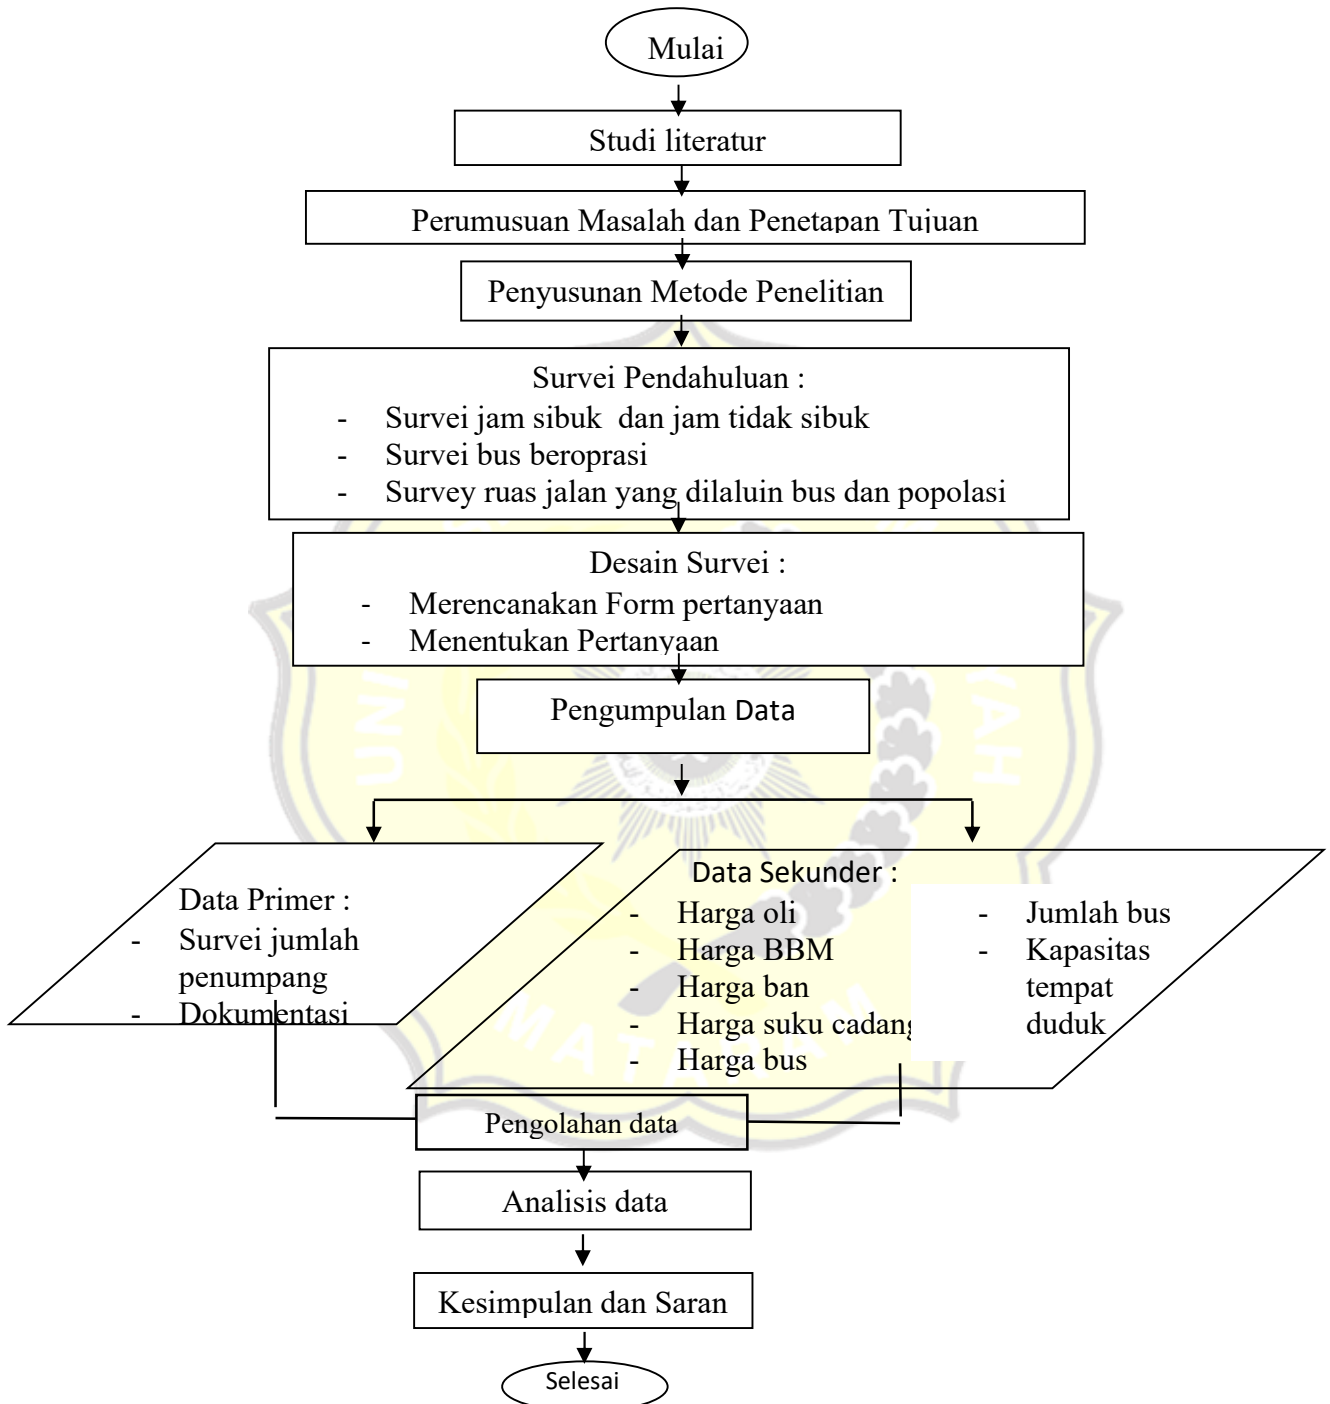 Mulai
Studi literatur
Perumusuan Masalah dan Penetapan Tujuan
Penyusunan Metode Penelitian
Survei Pendahuluan :
- Survei jam sibuk dan jam tidak sibuk
- Survei bus beroprasi
- Survey ruas jalan yang dilaluin bus dan popolasi
Desain Survei :
- Merencanakan Form pertanyaan
- Menentukan Pertanyaan
Pengumpulan Data
Data Primer :
- Survei jumlah
penumpang
- Dokumentasi
Data Sekunder :
- Harga oli
- Harga BBM
- Harga ban
- Harga suku cadang
- Harga bus
- Jumlah bus
- Kapasitas
tempat
duduk
MATARAM
Pengolahan data
Analisis data
Kesimpulan dan Saran
Selesai